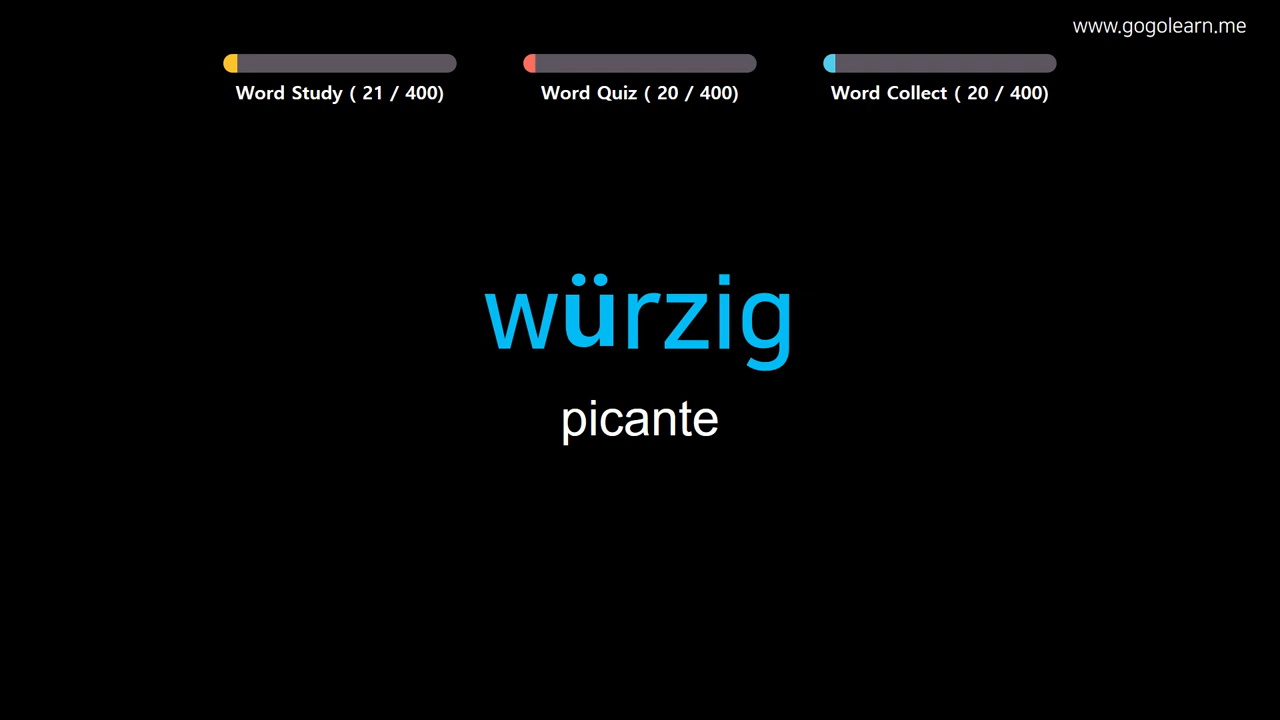 www.gogolearn.me
Word Study ( 21 / 400)
Word Quiz ( 20 / 400)
Word Collect ( 20 / 400)
würzig
picante